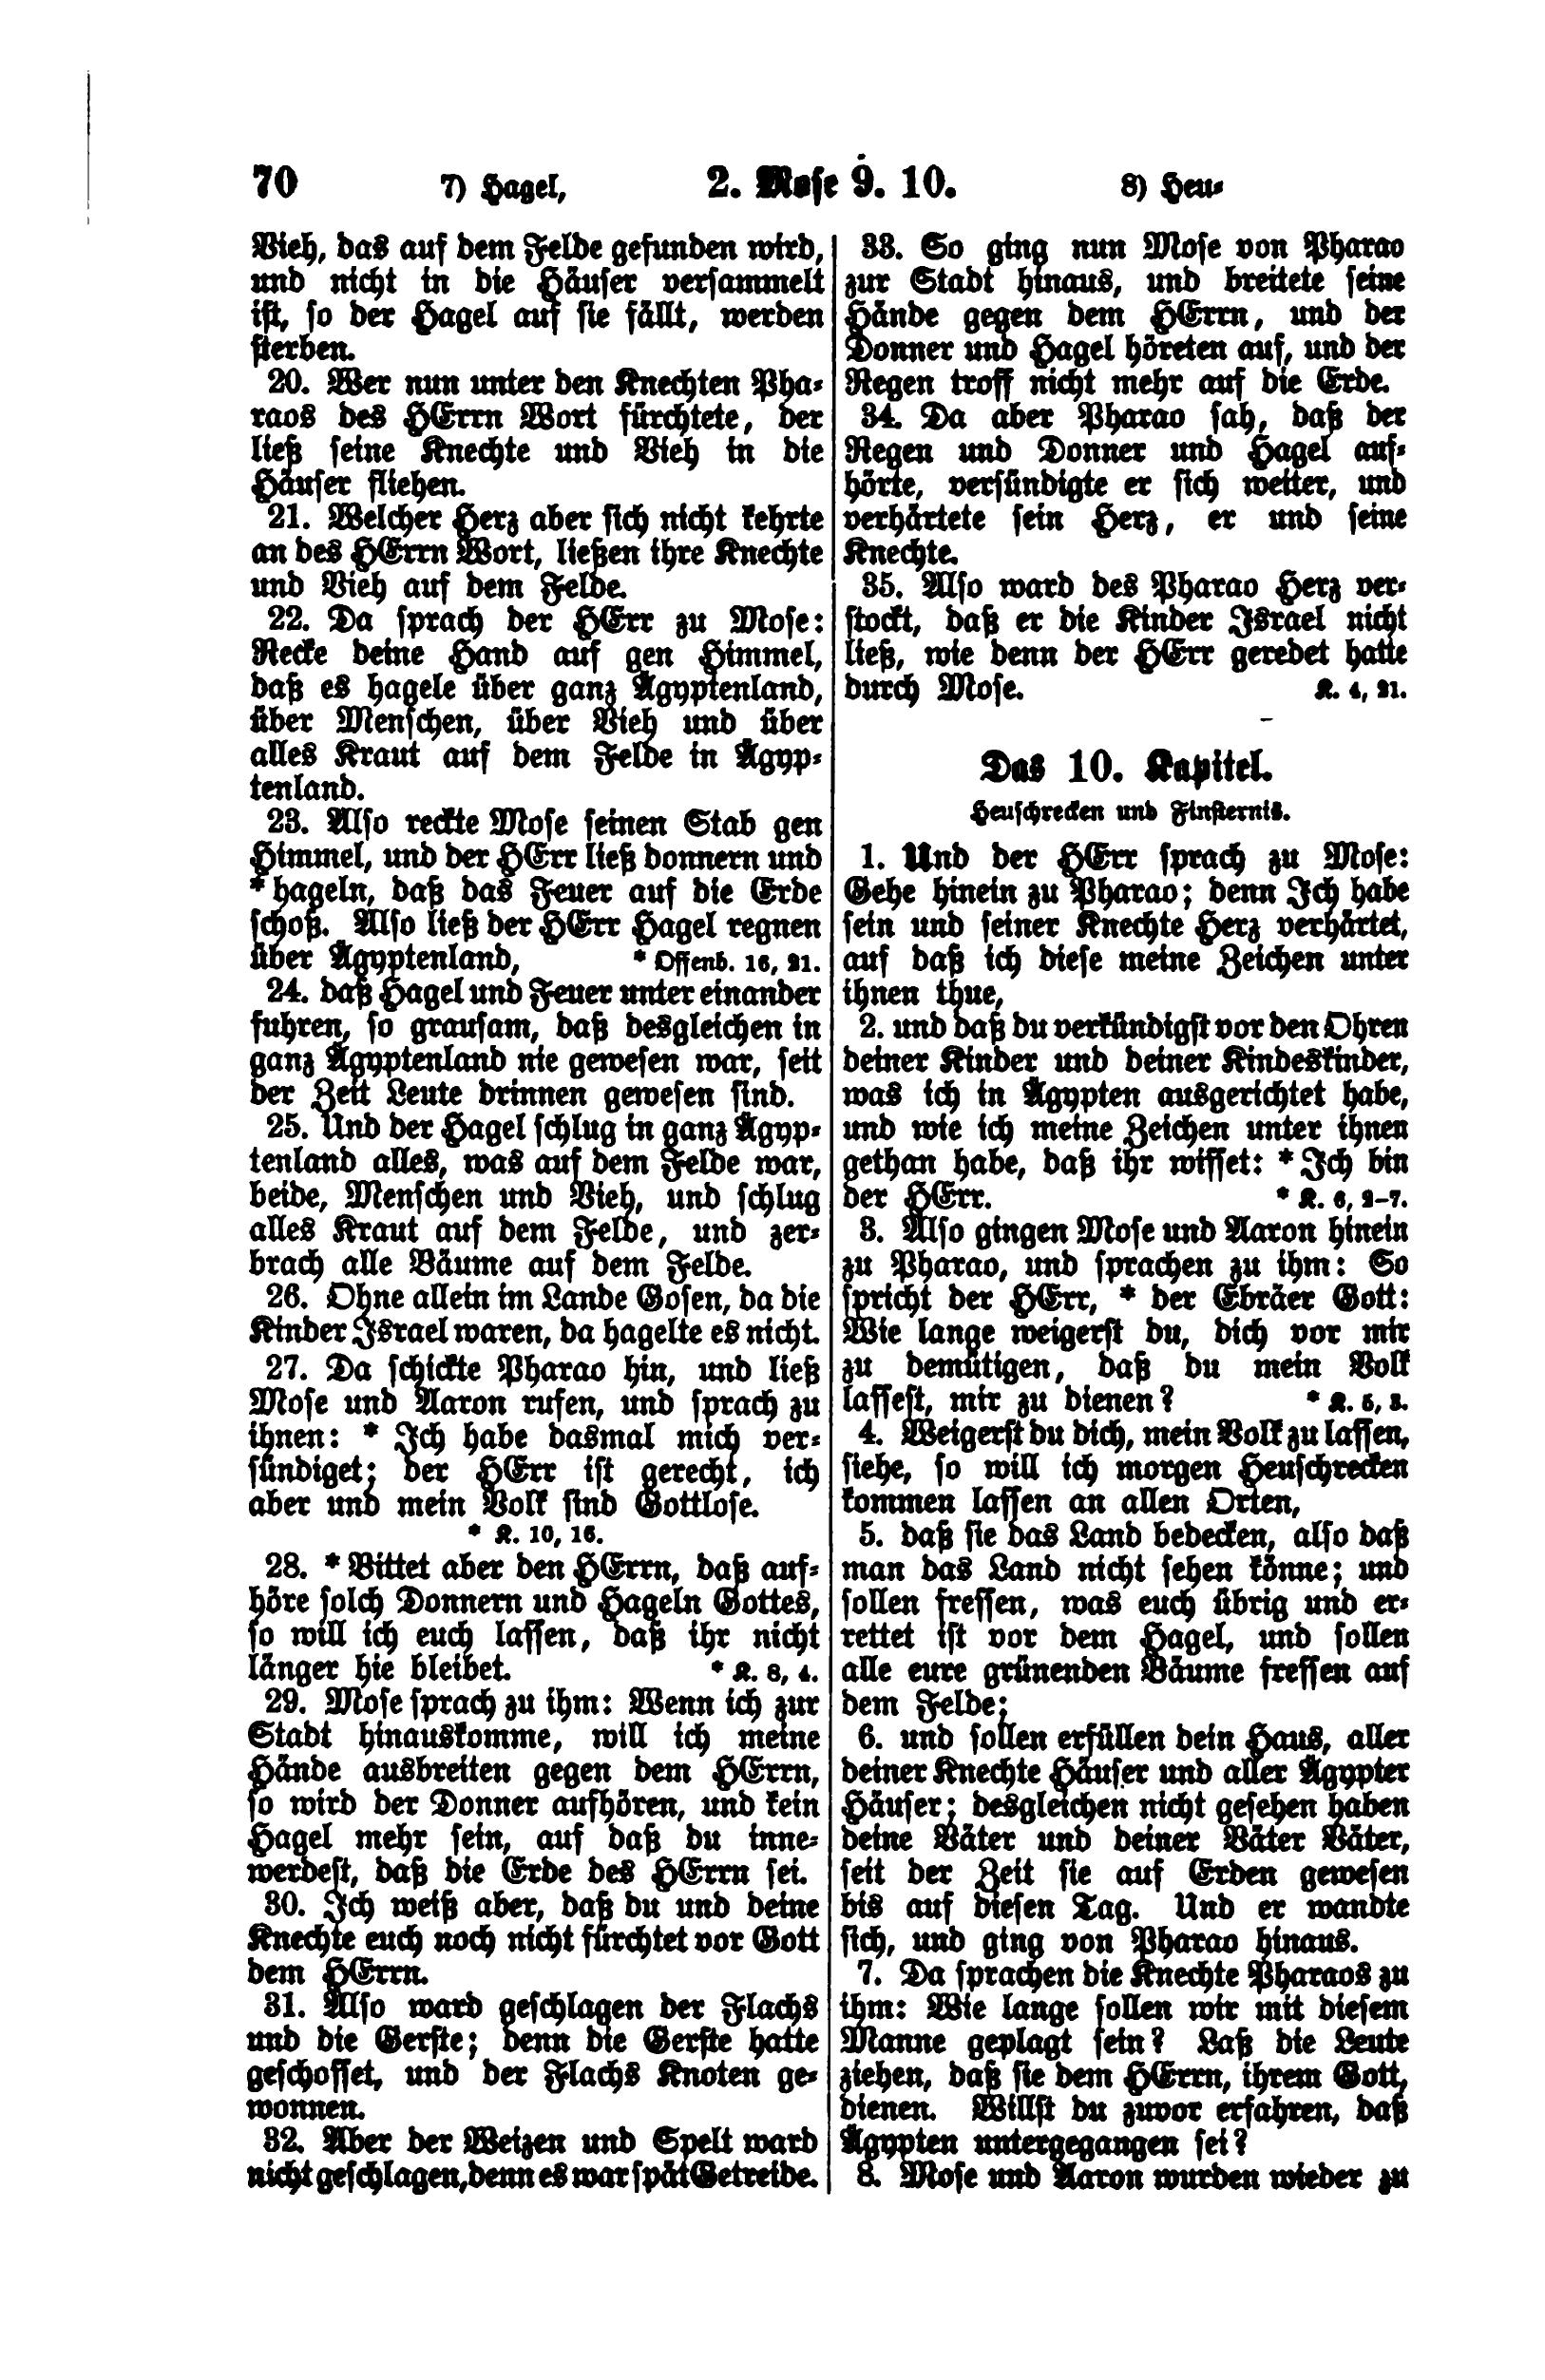 70 7) Hagel, 2. Mose 9. 10. 8) Heu-
Vieh, das auf dem Felde gefunden wird,
und nicht in die Häuser versammelt
ist, so der Hagel auf sie fällt, werden
sterben.
20. Wer nun unter den Knechten Pha-
raos des HErrn Wort fürchtete, der
ließ seine Knechte und Vieh in die
Häuser fliehen.
21. Welcher Herz aber sich nicht kehrte
an des HErrn Wort, ließen ihre Knechte
und Vieh auf dem Felde.
22. Da sprach der HErr zu Mose:
Recke deine Hand auf gen Himmel,
daß es hagele über ganz Ägyptenland,
über Menschen, über Vieh und über
alles Kraut auf dem Felde in Ägyp-
tenland.
23. Also reckte Mose seinen Stab gen
Himmel, und der HErr ließ donnern und
* hageln, daß das Feuer auf die Erde
schoß. Also ließ der HErr Hagel regnen
über Ägyptenland, * Offenb. 16, 21.
24. daß Hagel und Feuer unter einander
fuhren, so grausam, daß desgleichen in
ganz Ägyptenland nie gewesen war, seit
der Zeit Leute drinnen gewesen sind.
25. Und der Hagel schlug in ganz Ägyp-
tenland alles, was auf dem Felde war,
beide, Menschen und Vieh, und schlug
alles Kraut auf dem Felde, und zer-
brach alle Bäume auf dem Felde.
26. Ohne allein im Lande Gosen, da die
Kinder Israel waren, da hagelte es nicht.
27. Da schickte Pharao hin, und ließ
Mose und Aaron rufen, und sprach zu
ihnen: * Ich habe dasmal mich ver-
sündiget; der HErr ist gerecht, ich
aber und mein Volk sind Gottlose.
* K. 10, 16.
28. * Bittet aber den HErrn, daß auf-
höre solch Donnern und Hageln Gottes,
so will ich euch lassen, daß ihr nicht
länger hie bleibet. * K. 8, 4.
29. Mose sprach zu ihm: Wenn ich zur
Stadt hinauskomme, will ich meine
Hände ausbreiten gegen dem HErrn,
so wird der Donner aufhören, und kein
Hagel mehr sein, auf daß du inne-
werdest, daß die Erde des HErrn sei.
30. Ich weiß aber, daß du und deine
Knechte euch noch nicht fürchtet vor Gott
dem HErrn.
31. Also ward geschlagen der Flachs
und die Gerste; denn die Gerste hatte
geschosset, und der Flachs Knoten ge-
wonnen.
32. Aber der Weizen und Spelt ward
nicht geschlagen, denn es war spät Getreide.
33. So ging nun Mose von Pharao
zur Stadt hinaus, und breitete seine
Hände gegen dem HErrn, und der
Donner und Hagel höreten auf, und der
Regen troff nicht mehr auf die Erde.
34. Da aber Pharao sah, daß der
Regen und Donner und Hagel auf-
hörte, versündigte er sich weiter, und
verhärtete sein Herz, er und seine
Knechte.
35. Also ward des Pharao Herz ver-
stockt, daß er die Kinder Israel nicht
ließ, wie denn der HErr geredet hatte
durch Mose. K. 4, 21.
Das 10. Kapitel.
Heuschrecken und Finsternis.
1. Und der HErr sprach zu Mose:
Gehe hinein zu Pharao; denn Ich habe
sein und seiner Knechte Herz verhärtet,
auf daß ich diese meine Zeichen unter
ihnen thue,
2. und daß du verkündigst vor den Ohren
deiner Kinder und deiner Kindeskinder,
was ich in Ägypten ausgerichtet habe,
und wie ich meine Zeichen unter ihnen
gethan habe, daß ihr wisset: * Ich bin
der HErr. * K. 6, 2-7.
3. Also gingen Mose und Aaron hinein
zu Pharao, und sprachen zu ihm: So
spricht der HErr, * der Ebräer Gott:
Wie lange weigerst du, dich vor mir
zu demütigen, daß du mein Volk
lassest, mir zu dienen? * K. 5, 3.
4. Weigerst du dich, mein Volk zu lassen,
siehe, so will ich morgen Heuschrecken
kommen lassen an allen Orten,
5. daß sie das Land bedecken, also daß
man das Land nicht sehen könne; und
sollen fressen, was euch übrig und er-
rettet ist vor dem Hagel, und sollen
alle eure grünenden Bäume fressen auf
dem Felde;
6. und sollen erfüllen dein Haus, aller
deiner Knechte Häuser und aller Ägypter
Häuser; desgleichen nicht gesehen haben
deine Väter und deiner Väter Väter,
seit der Zeit sie auf Erden gewesen
bis auf diesen Tag. Und er wandte
sich, und ging von Pharao hinaus.
7. Da sprachen die Knechte Pharaos zu
ihm: Wie lange sollen wir mit diesem
Manne geplagt sein? Laß die Leute
ziehen, daß sie dem HErrn, ihrem Gott,
dienen. Willst du zuvor erfahren, daß
Ägypten untergegangen sei?
8. Mose und Aaron wurden wieder zu